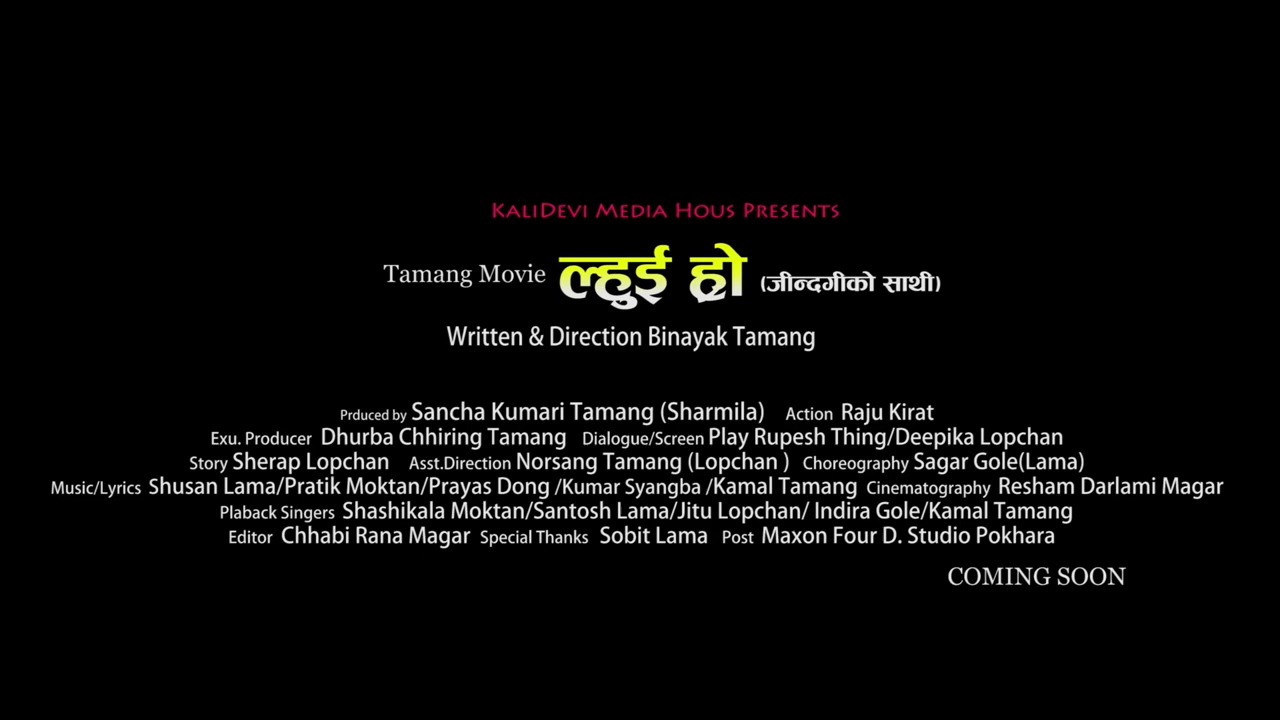 KaliDevi Media Hous Presents
Tamang Movie ल्हुई ह्रो (जीन्दगीको साथी)
Written & Direction Binayak Tamang
Prduced by Sancha Kumari Tamang (Sharmila) Action Raju Kirat
Exu. Producer Dhurba Chhiring Tamang Dialogue/Screen Play Rupesh Thing/Deepika Lopchan
Story Sherap Lopchan Asst.Direction Norsang Tamang (Lopchan ) Choreography Sagar Gole(Lama)
Music/Lyrics Shusan Lama/Pratik Moktan/Prayas Dong /Kumar Syangba /Kamal Tamang Cinematography Resham Darlami Magar
Plaback Singers Shashikala Moktan/Santosh Lama/Jitu Lopchan/ Indira Gole/Kamal Tamang
Editor Chhabi Rana Magar Special Thanks Sobit Lama Post Maxon Four D. Studio Pokhara
COMING SOON